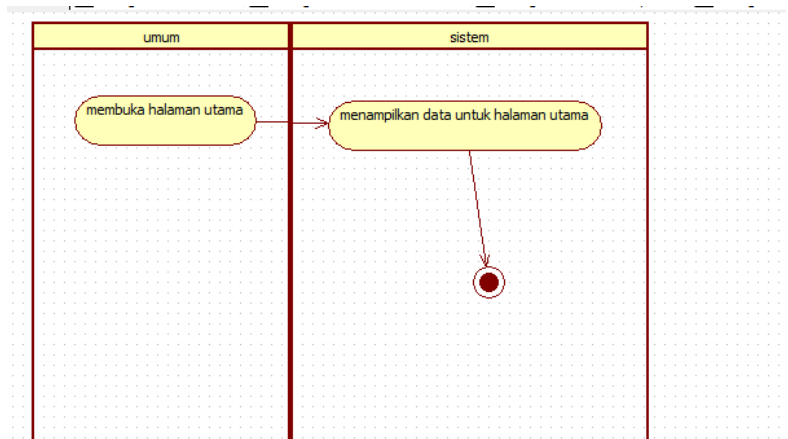 umum
sistem
membuka halaman utama
menampilkan data untuk halaman utama